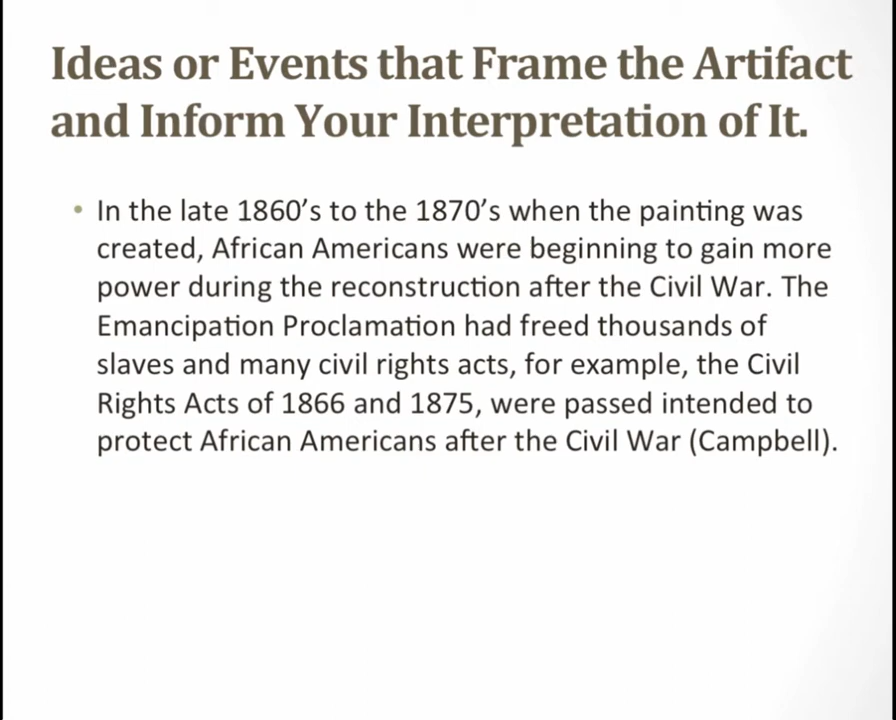 Ideas or Events that Frame the Artifact
and Inform Your Interpretation of It.
• In the late 1860’s to the 1870’s when the painting was
created, African Americans were beginning to gain more
power during the reconstruction after the Civil War. The
Emancipation Proclamation had freed thousands of
slaves and many civil rights acts, for example, the Civil
Rights Acts of 1866 and 1875, were passed intended to
protect African Americans after the Civil War (Campbell).